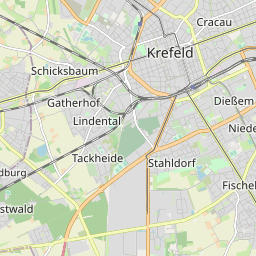 Cracau
Krefeld
Schicksbaum
Gatherhof
Dießem
Lindental
Niede
Tackheide
Stahldorf
dburg
Fischel
stwald